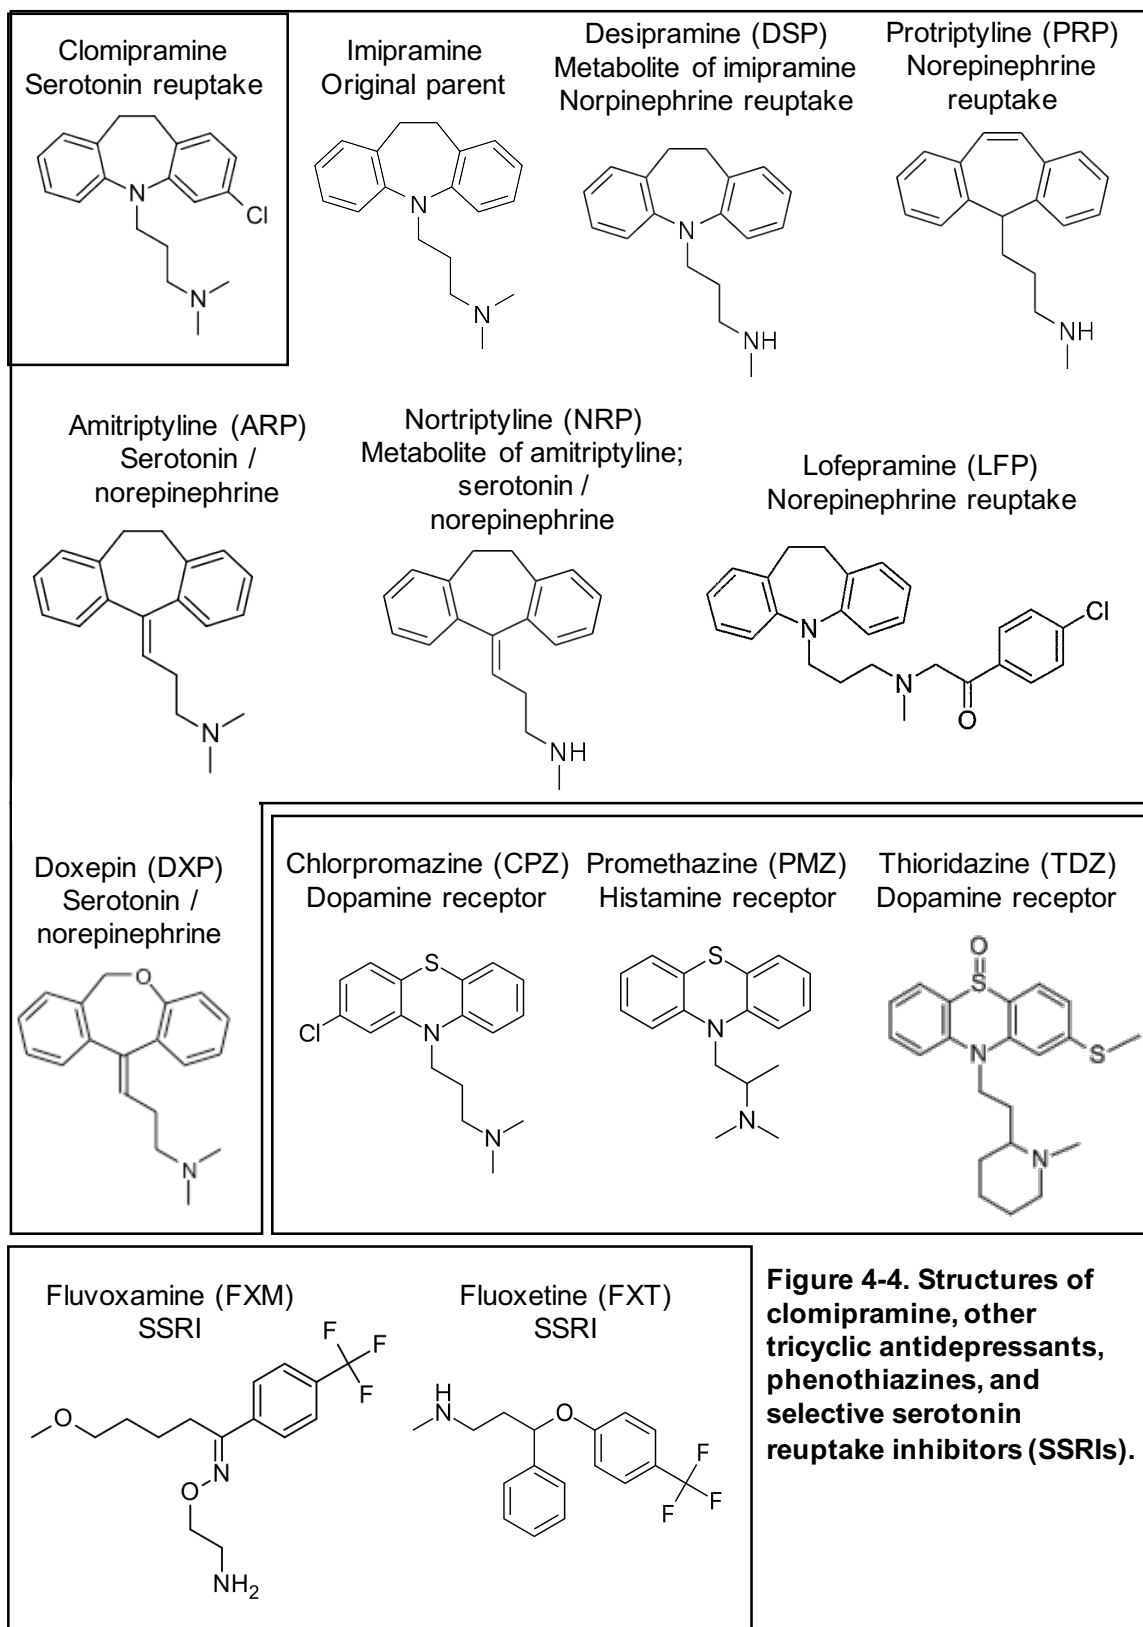 Clomipramine
Serotonin reuptake
Cl
N
N
Imipramine
Original parent
N
N
Desipramine (DSP)
Metabolite of imipramine
Norpinephrine reuptake
N
NH
Protriptyline (PRP)
Norepinephrine
reuptake
NH
Amitriptyline (ARP)
Serotonin /
norepinephrine
N
Nortriptyline (NRP)
Metabolite of amitriptyline;
serotonin /
norepinephrine
NH
Lofepramine (LFP)
Norepinephrine reuptake
Cl
N
N
O
Doxepin (DXP)
Serotonin /
norepinephrine
O
N
Chlorpromazine (CPZ)
Dopamine receptor
S
Cl
N
N
Promethazine (PMZ)
Histamine receptor
S
N
N
Thioridazine (TDZ)
Dopamine receptor
O
S
N
S
N
Fluvoxamine (FXM)
SSRI
F
F
F
O
N
O
NH2
Fluoxetine (FXT)
SSRI
H
N
O
F
F
F
Figure 4-4. Structures of
clomipramine, other
tricyclic antidepressants,
phenothiazines, and
selective serotonin
reuptake inhibitors (SSRIs).